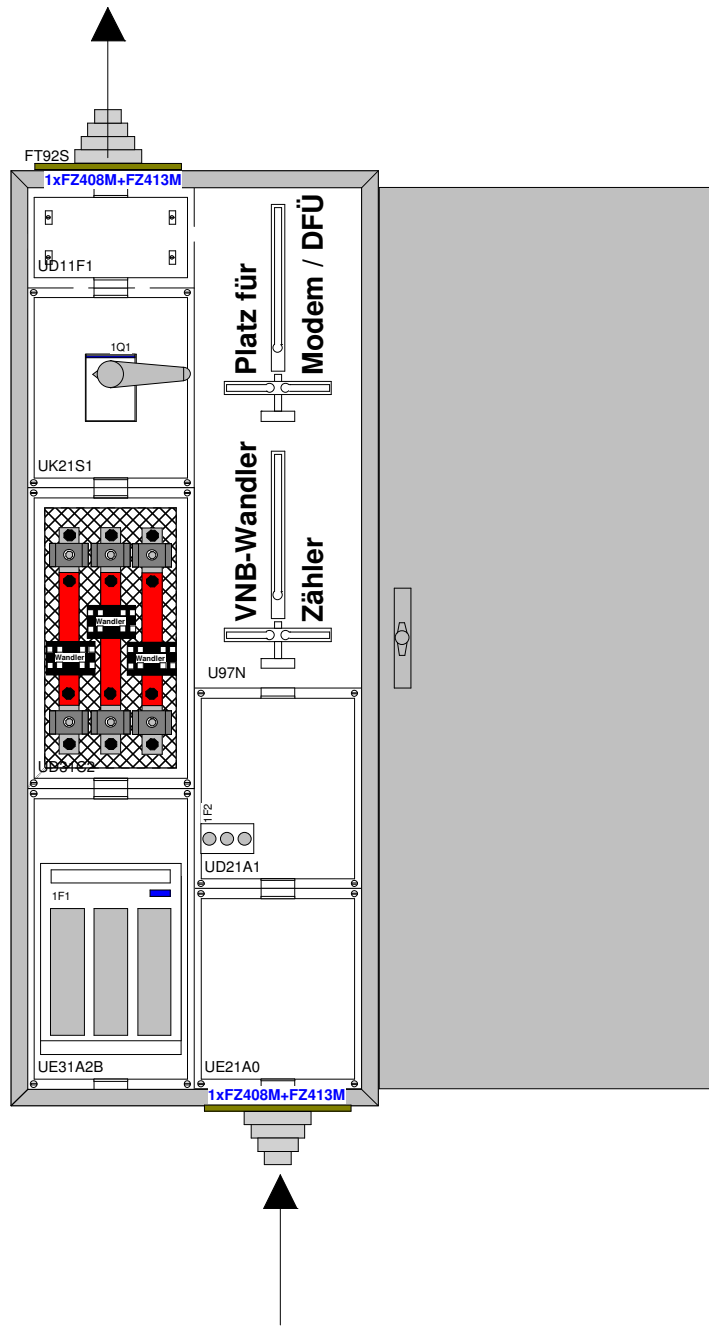 FT92S
1xFZ408M+FZ413M
UD11F1
Platz für
Modem / DFÜ
1Q1
UK21S1
VNB-Wandler
Zähler
Wandler
Wandler
Wandler
U97N
UD31C2
1F2
UD21A1
1F1
UE31A2B
UE21A0
1xFZ408M+FZ413M